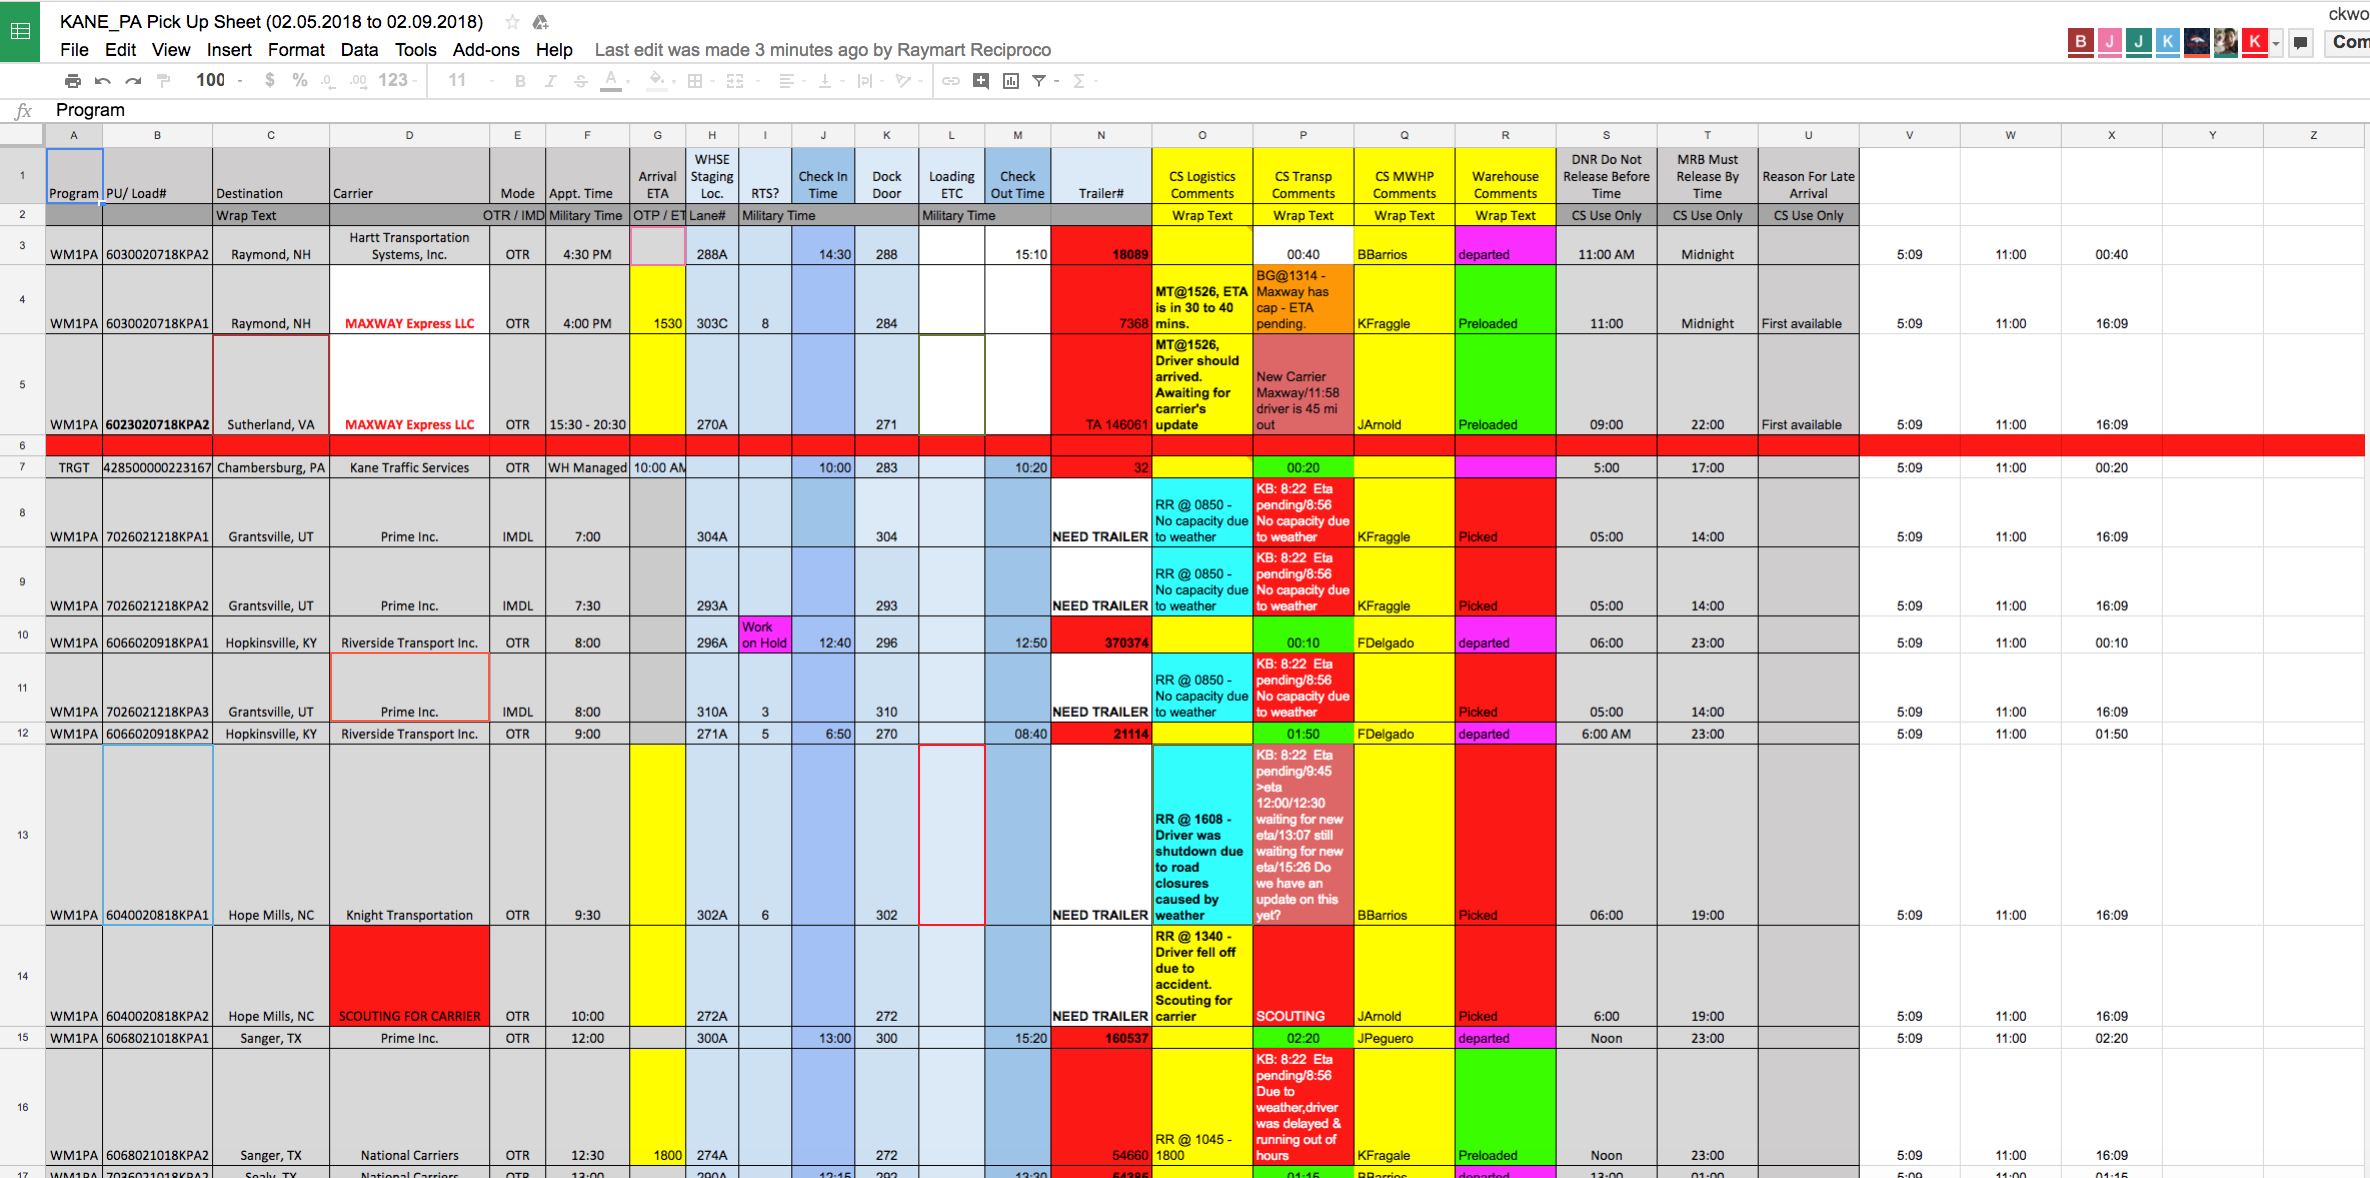 KANE_PA Pick Up Sheet (02.05.2018 to 02.09.2018)
ckwo
File Edit View Insert Format Data Tools Add-ons Help Last edit was made 3 minutes ago by Raymart Reciproco
B J J K K Com
100 $ % .0 .00 123 11 B I S A
fx Program
A B C D E F G H I J K L M N O P Q R S T U V W X Y Z
1 Program PU/ Load# Destination Carrier Mode Appt. Time Arrival ETA WHSE Staging Loc. RTS? Check In Time Dock Door Loading ETC Check Out Time Trailer# CS Logistics Comments CS Transp Comments CS MWHP Comments Warehouse Comments DNR Do Not Release Before Time MRB Must Release By Time Reason For Late Arrival
2 Wrap Text OTR / IMD Military Time OTP / ET Lane# Military Time Military Time Wrap Text Wrap Text Wrap Text Wrap Text CS Use Only CS Use Only CS Use Only
3 WM1PA 6030020718KPA2 Raymond, NH Hartt Transportation Systems, Inc. OTR 4:30 PM 288A 14:30 288 15:10 18089 00:40 BBarrios departed 11:00 AM Midnight 5:09 11:00 00:40
4 WM1PA 6030020718KPA1 Raymond, NH MAXWAY Express LLC OTR 4:00 PM 1530 303C 8 284 7368 MT@1526, ETA is in 30 to 40 mins. BG@1314 - Maxway has cap - ETA pending. KFraggle Preloaded 11:00 Midnight First available 5:09 11:00 16:09
5 WM1PA 6023020718KPA2 Sutherland, VA MAXWAY Express LLC OTR 15:30 - 20:30 270A 271 TA 146061 MT@1526, Driver should arrived. Awaiting for carrier's update New Carrier Maxway/11:58 driver is 45 mi out JArnold Preloaded 09:00 22:00 First available 5:09 11:00 16:09
6
7 TRGT 428500000223167 Chambersburg, PA Kane Traffic Services OTR WH Managed 10:00 AM 10:00 283 10:20 32 00:20 5:00 17:00 5:09 11:00 00:20
8 WM1PA 7026021218KPA1 Grantsville, UT Prime Inc. IMDL 7:00 304A 304 NEED TRAILER RR @ 0850 - No capacity due to weather KB: 8:22 Eta pending/8:56 No capacity due to weather KFraggle Picked 05:00 14:00 5:09 11:00 16:09
9 WM1PA 7026021218KPA2 Grantsville, UT Prime Inc. IMDL 7:30 293A 293 NEED TRAILER RR @ 0850 - No capacity due to weather KB: 8:22 Eta pending/8:56 No capacity due to weather KFraggle Picked 05:00 14:00 5:09 11:00 16:09
10 WM1PA 6066020918KPA1 Hopkinsville, KY Riverside Transport Inc. OTR 8:00 296A Work on Hold 12:40 296 12:50 370374 00:10 FDelgado departed 06:00 23:00 5:09 11:00 00:10
11 WM1PA 7026021218KPA3 Grantsville, UT Prime Inc. IMDL 8:00 310A 3 310 NEED TRAILER RR @ 0850 - No capacity due to weather KB: 8:22 Eta pending/8:56 No capacity due to weather Picked 05:00 14:00 5:09 11:00 16:09
12 WM1PA 6066020918KPA2 Hopkinsville, KY Riverside Transport Inc. OTR 9:00 271A 5 6:50 270 08:40 21114 01:50 FDelgado departed 6:00 AM 23:00 5:09 11:00 01:50
13 WM1PA 6040020818KPA1 Hope Mills, NC Knight Transportation OTR 9:30 302A 6 302 NEED TRAILER RR @ 1608 - Driver was shutdown due to road closures caused by weather KB: 8:22 Eta pending/9:45 >eta 12:00/12:30 waiting for new eta/13:07 still waiting for new eta/15:26 Do we have an update on this yet? BBarrios Picked 06:00 19:00 5:09 11:00 16:09
14 WM1PA 6040020818KPA2 Hope Mills, NC SCOUTING FOR CARRIER OTR 10:00 272A 272 NEED TRAILER RR @ 1340 - Driver fell off due to accident. Scouting for carrier SCOUTING JArnold Picked 6:00 19:00 5:09 11:00 16:09
15 WM1PA 6068021018KPA1 Sanger, TX Prime Inc. OTR 12:00 300A 13:00 300 15:20 160537 02:20 JPeguero departed Noon 23:00 5:09 11:00 02:20
16 WM1PA 6068021018KPA2 Sanger, TX National Carriers OTR 12:30 1800 274A 272 54660 RR @ 1045 - 1800 KB: 8:22 Eta pending/8:56 Due to weather,driver was delayed & running out of hours KFragale Preloaded Noon 23:00 5:09 11:00 16:09
17 WM1PA 7036021018KPA2 Sealy, TX National Carriers OTR 13:00 290A 12:15 292 13:30 54385 01:15 BBarrios departed 13:00 01:00 5:09 11:00 01:15